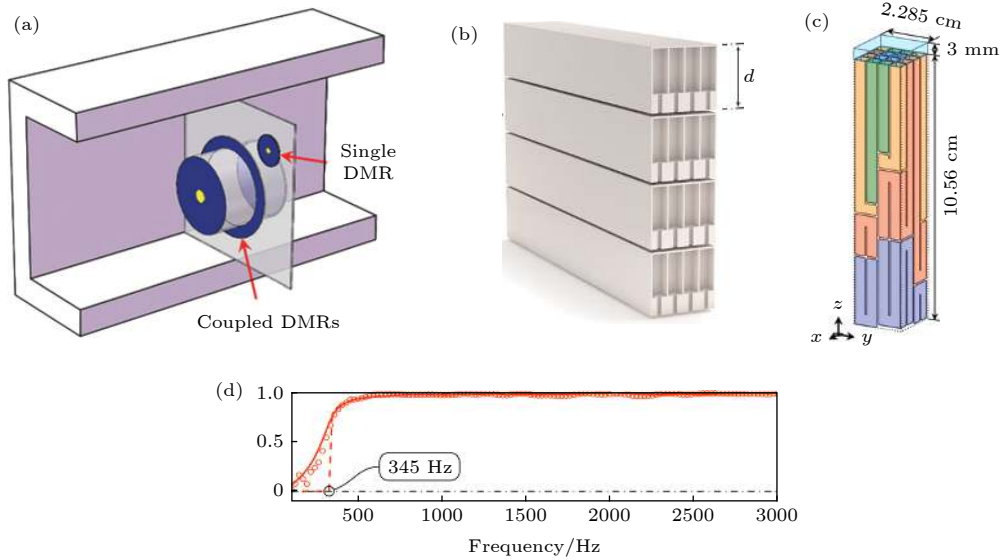 (a)
Single
DMR
Coupled DMRs
(b)
d
(c)
2.285 cm
3 mm
10.56 cm
z
x
y
(d)
1.0
0.5
0
345 Hz
500
1000
1500
2000
2500
3000
Frequency/Hz